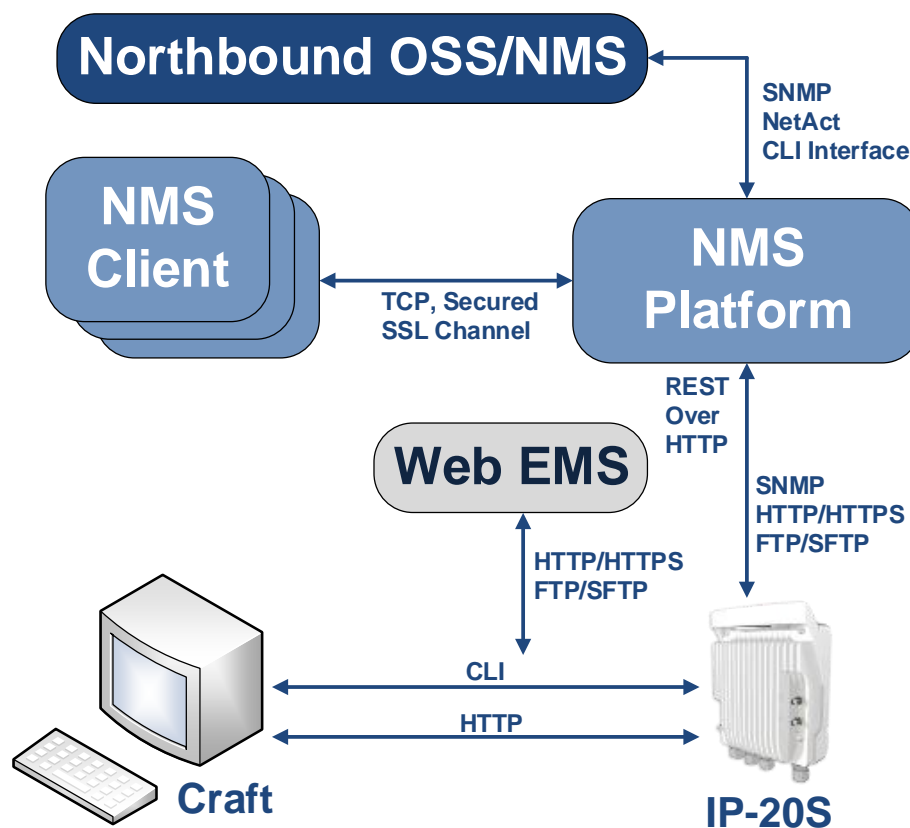 Northbound OSS/NMS
SNMP
NetAct
CLI Interface
NMS
Client
NMS
Platform
TCP, Secured
SSL Channel
REST
Over
HTTP
Web EMS
SNMP
HTTP/HTTPS
FTP/SFTP
HTTP/HTTPS
FTP/SFTP
CLI
HTTP
Craft
IP-20S